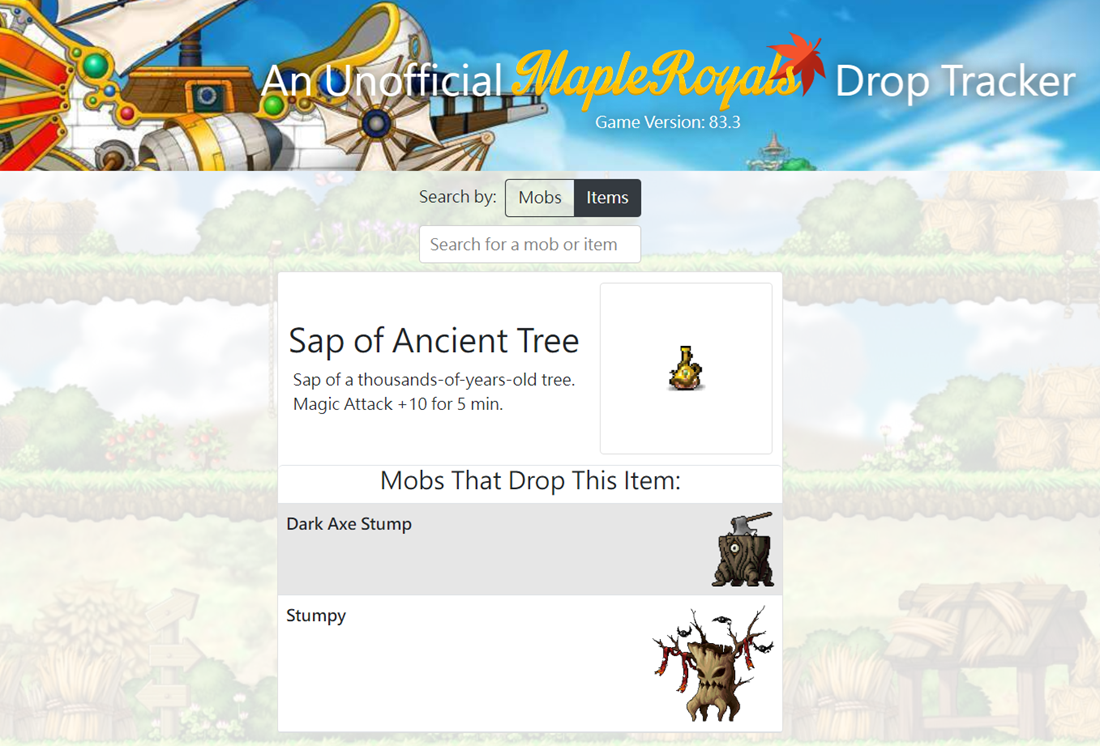 An Unofficial MapleRoyals Drop Tracker
Game Version: 83.3
Search by: Mobs Items
Search for a mob or item
Sap of Ancient Tree
Sap of a thousands-of-years-old tree.
Magic Attack +10 for 5 min.
Mobs That Drop This Item:
Dark Axe Stump
Stumpy